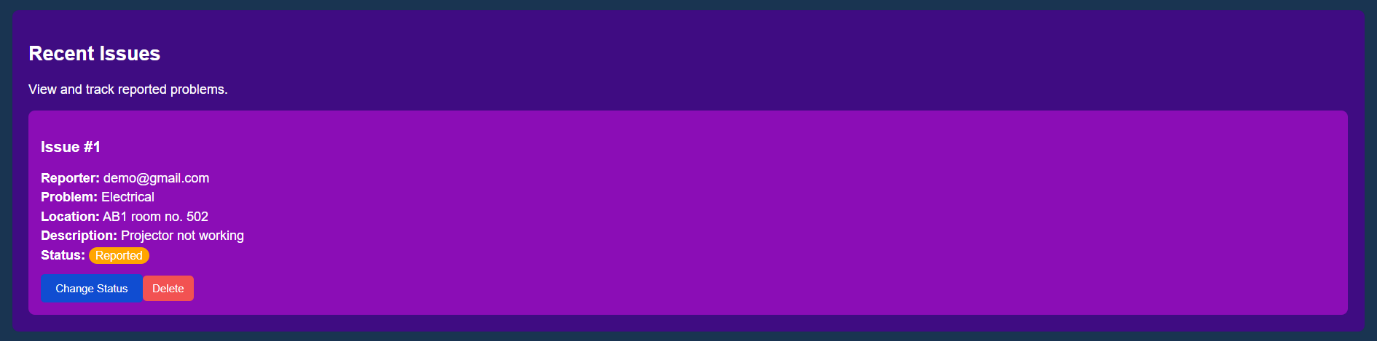 Recent Issues
View and track reported problems.
Issue #1
Reporter: demo@gmail.com
Problem: Electrical
Location: AB1 room no. 502
Description: Projector not working
Status: Reported
Change Status Delete